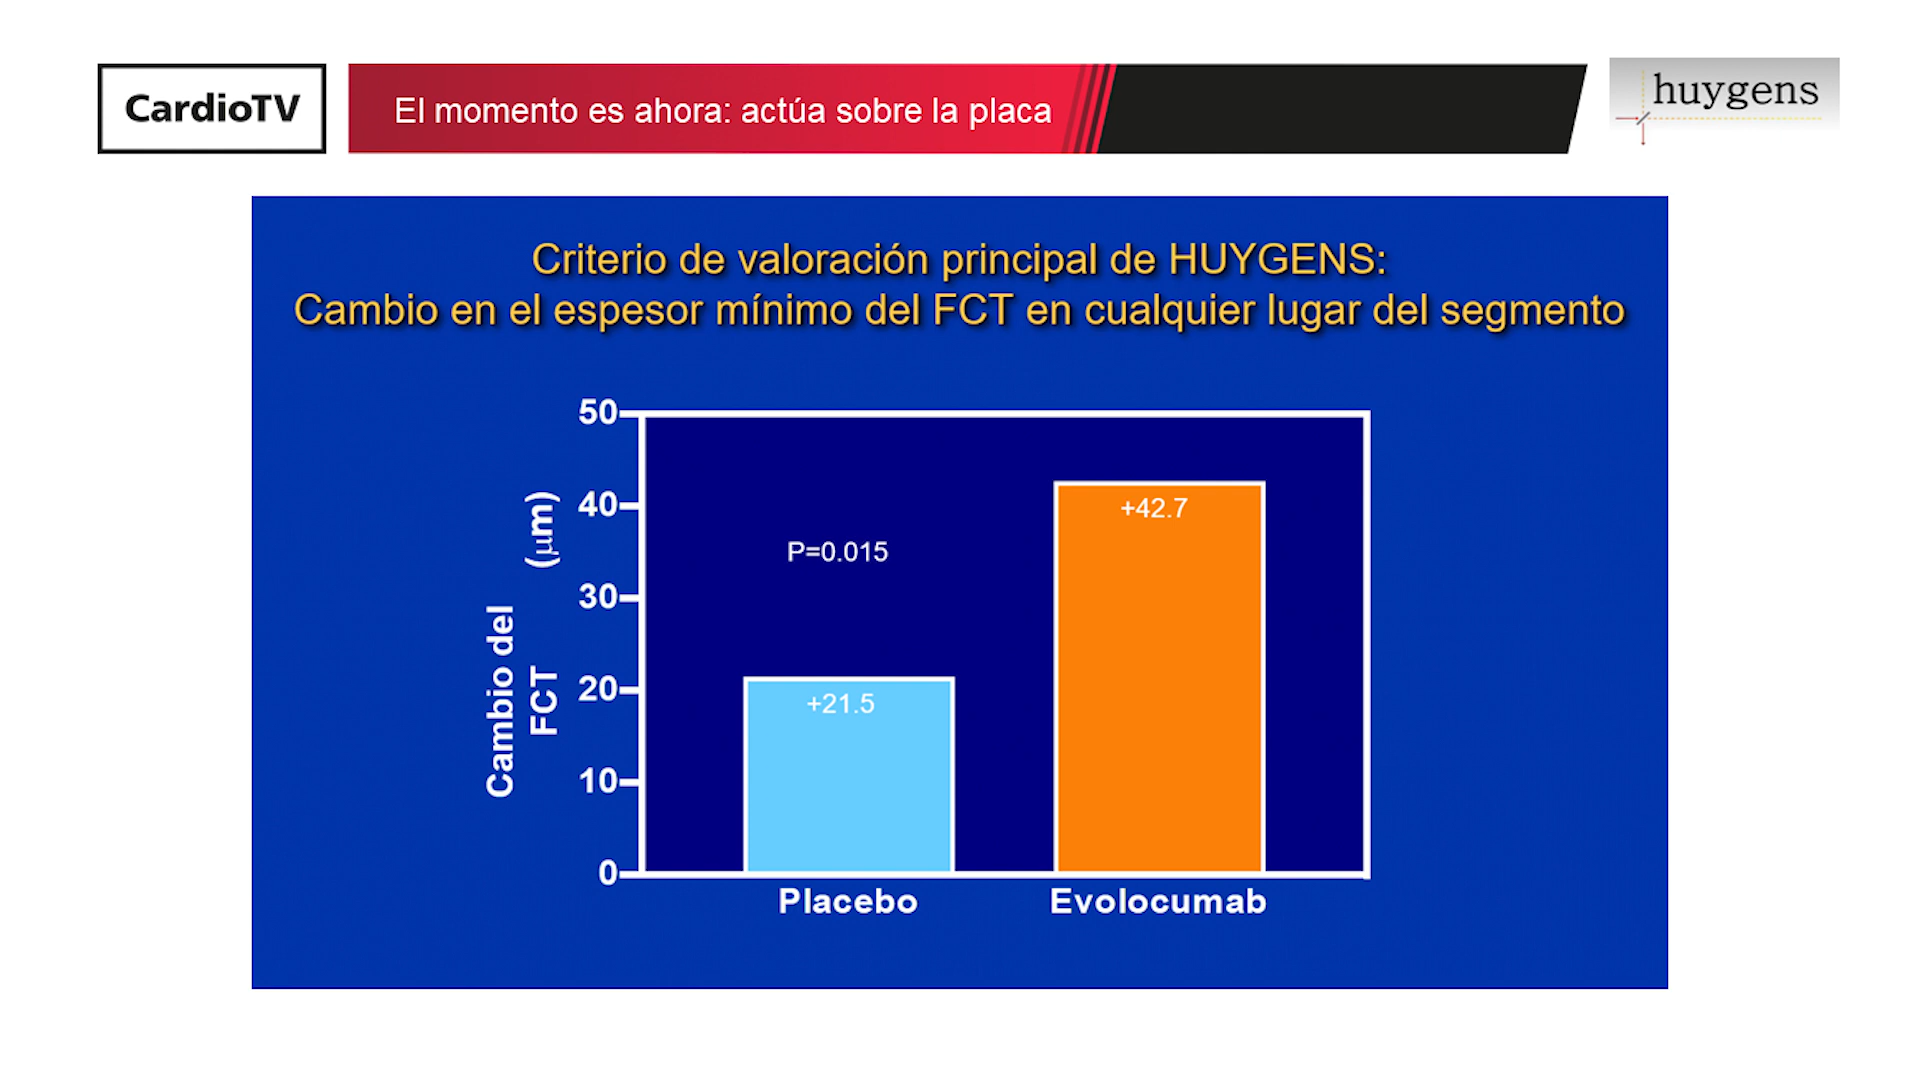 CardioTV
El momento es ahora: actúa sobre la placa
huygens
Criterio de valoración principal de HUYGENS:
Cambio en el espesor mínimo del FCT en cualquier lugar del segmento
Cambio del
FCT (μm)
50
40
30
20
10
0
P=0.015
+21.5
+42.7
Placebo
Evolocumab